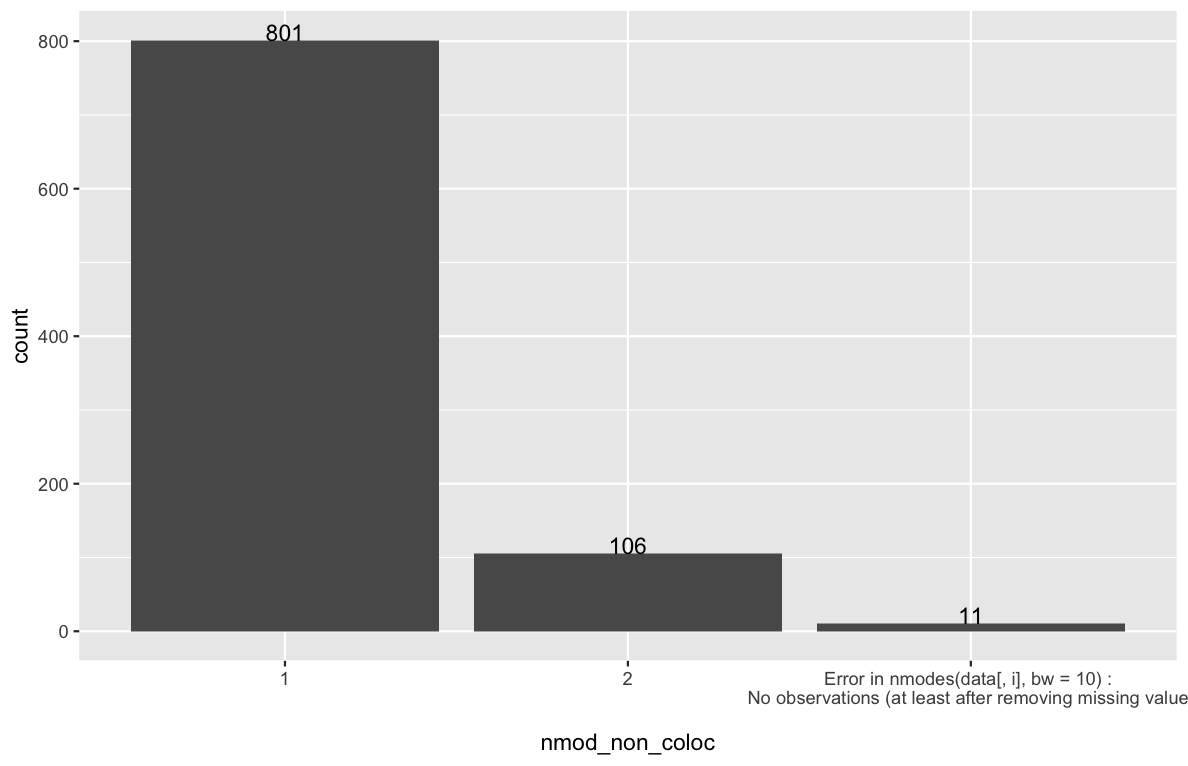 801
800
600
count
400
200
106
11
0
1
2
Error in nmodes(data[, i], bw = 10) :
No observations (at least after removing missing value
nmod_non_coloc